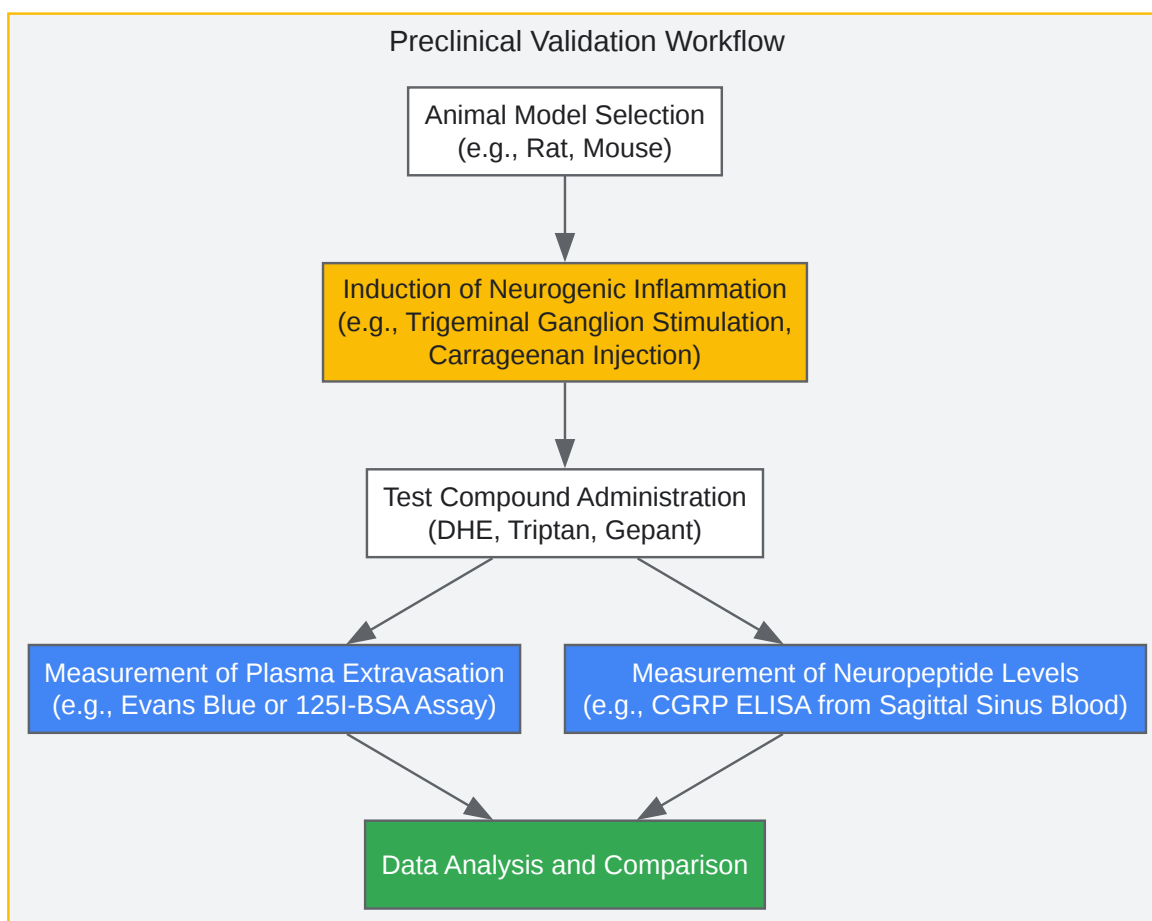 Preclinical Validation Workflow
Animal Model Selection
(e.g., Rat, Mouse)
Induction of Neurogenic Inflammation
(e.g., Trigeminal Ganglion Stimulation,
Carrageenan Injection)
Test Compound Administration
(DHE, Triptan, Gepant)
Measurement of Plasma Extravasation
(e.g., Evans Blue or 125I-BSA Assay)
Measurement of Neuropeptide Levels
(e.g., CGRP ELISA from Sagittal Sinus Blood)
Data Analysis and Comparison